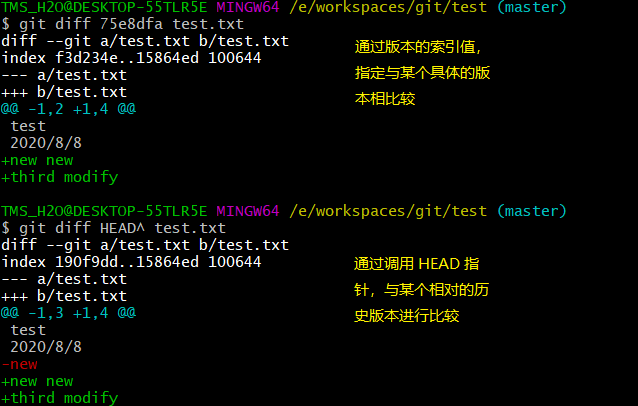 TMS_H2O@DESKTOP-55TLR5E MINGW64 /e/workspaces/git/test (master)
$ git diff 75e8dfa test.txt
diff --git a/test.txt b/test.txt
index f3d234e..15864ed 100644
--- a/test.txt
+++ b/test.txt
@@ -1,2 +1,4 @@
 test
 2020/8/8
+new new
+third modify
通过版本的索引值，
指定与某个具体的版
本相比较
TMS_H2O@DESKTOP-55TLR5E MINGW64 /e/workspaces/git/test (master)
$ git diff HEAD^ test.txt
diff --git a/test.txt b/test.txt
index 190f9dd..15864ed 100644
--- a/test.txt
+++ b/test.txt
@@ -1,3 +1,4 @@
 test
 2020/8/8
-new
+new new
+third modify
通过调用 HEAD 指
针，与某个相对的历
史版本进行比较